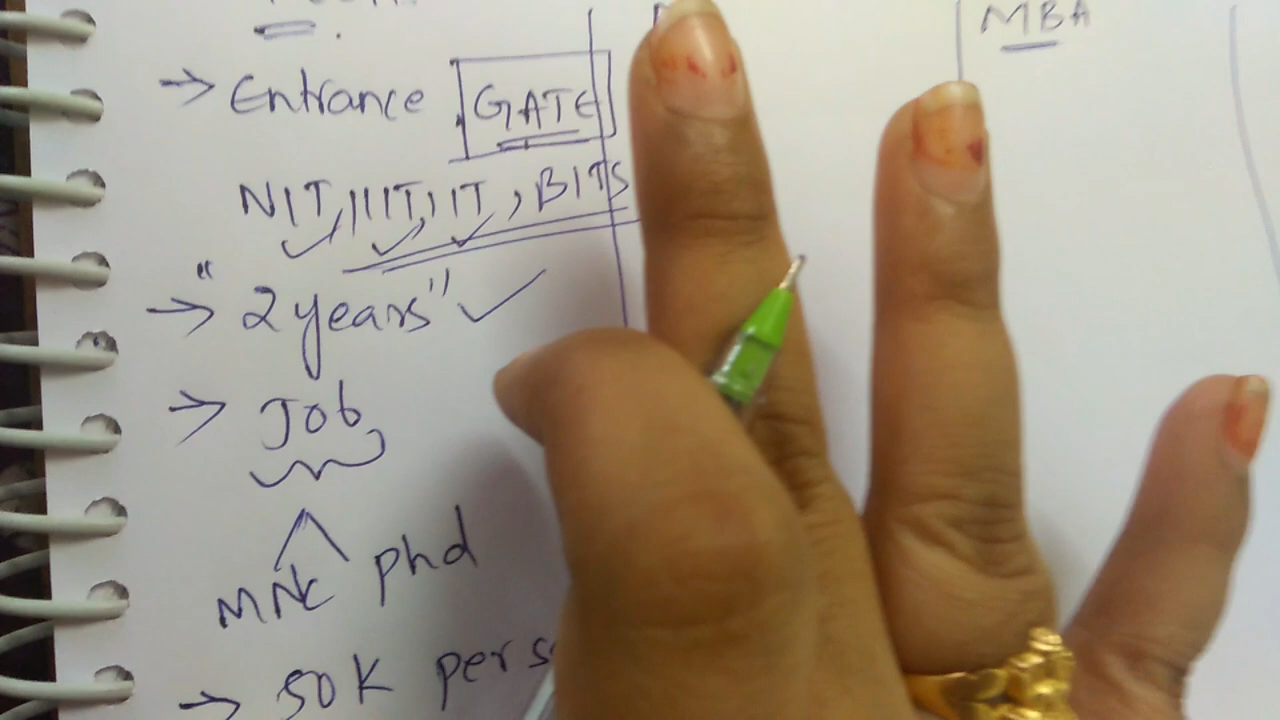 MBA
→ Entrance GATE
NIT, IIIT, IIT, BITS
→ "2 years" ✓
→ Job
MNC phd
→ 50K per